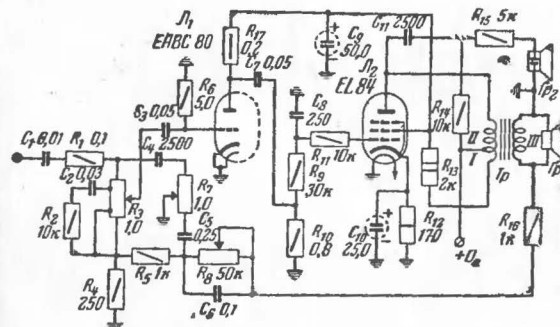 Л₁
EABC 80
R₁₇
0,2
C₇ 0,05
C₉
50,0
C₁₁ 2500
R₁₅ 5к
Л₂
EL 84
R₆
5,0
C₃ 0,05
C₄
2500
C₁ 0,01
R₁ 0,1
C₂ 0,03
R₂
10к
R₃
1,0
R₇
1,0
C₅
0,25
R₄
250
R₅ 1к
R₈ 50к
C₆ 0,1
C₈
250
R₁₁ 10к
R₉
30к
R₁₀
0,8
C₁₀
25,0
R₁₂
170
R₁₄
10к
R₁₃
2к
II
I
Тр
III
Гр₂
R₁₆
1к